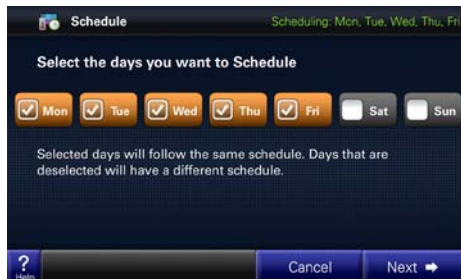 Schedule
Scheduling: Mon, Tue, Wed, Thu, Fri
Select the days you want to Schedule
Mon Tue Wed Thu Fri Sat Sun
Selected days will follow the same schedule. Days that are
deselected will have a different schedule.
?
Help
Cancel
Next